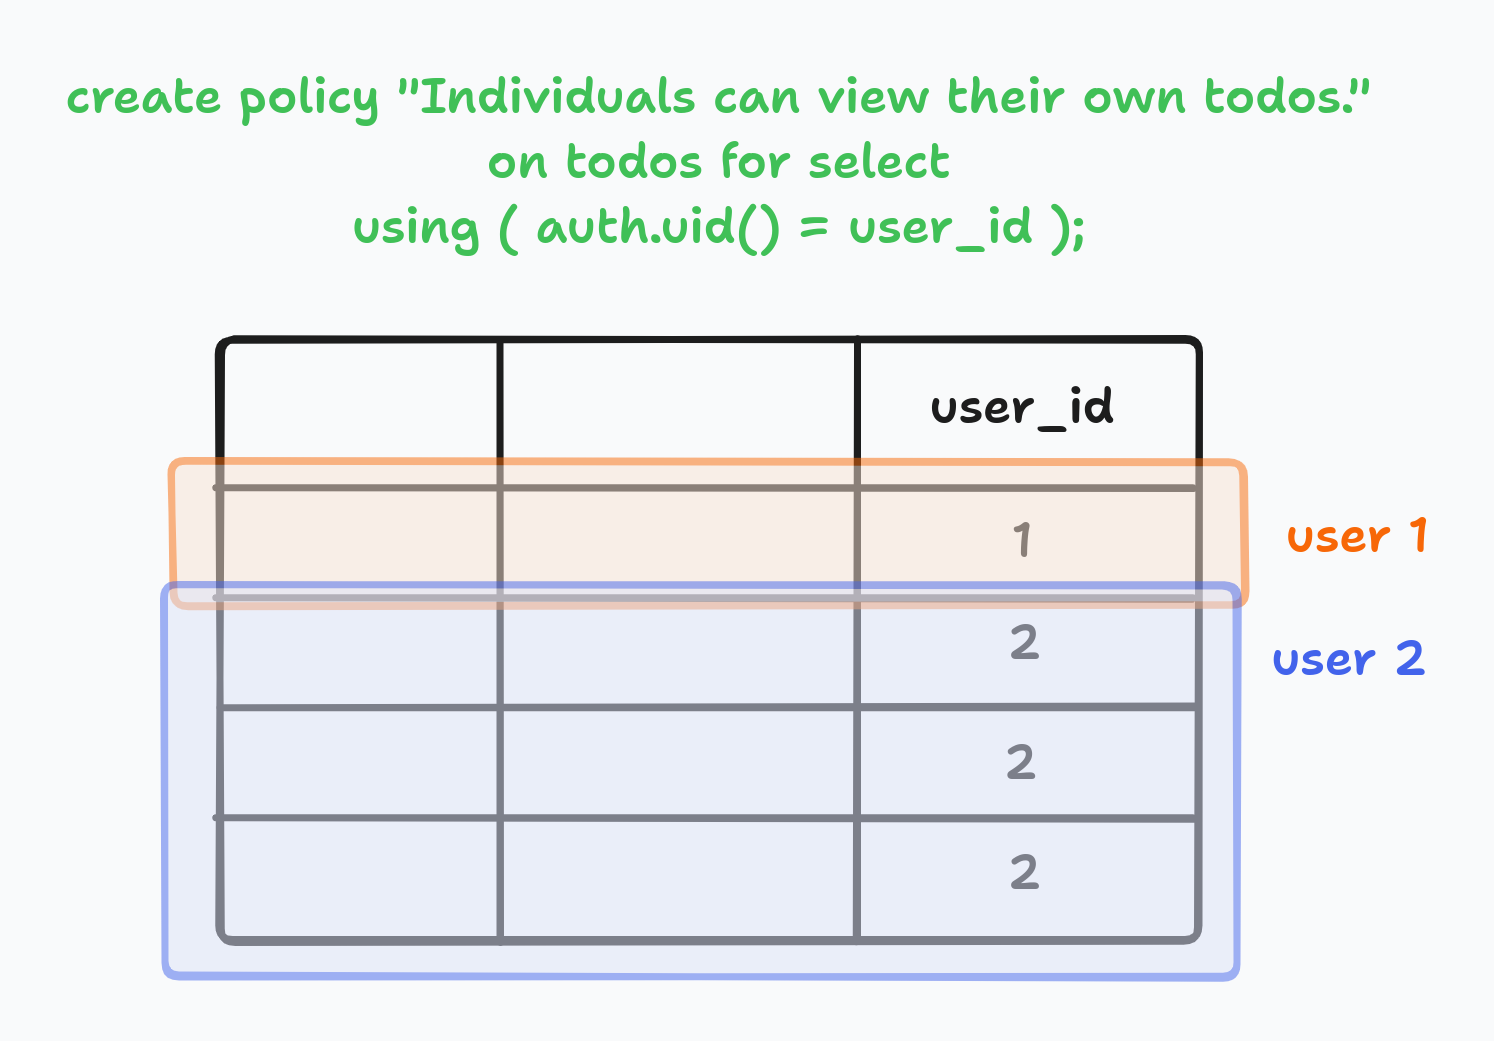 create policy "Individuals can view their own todos."
on todos for select
using ( auth.uid() = user_id );
user_id
1
user 1
2
user 2
2
2